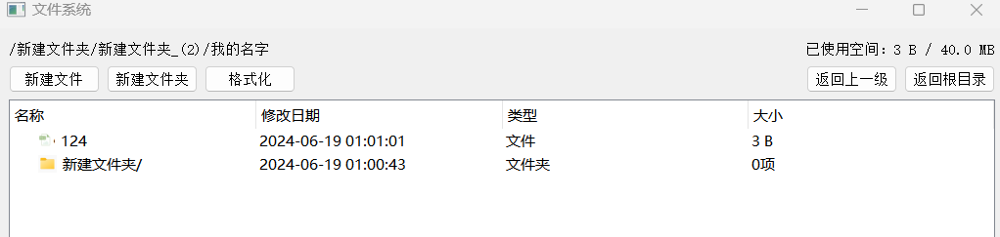 文件系统
/新建文件夹/新建文件夹_(2)/我的名字 已使用空间：3 B / 40.0 MB
新建文件 新建文件夹 格式化 返回上一级 返回根目录
名称 修改日期 类型 大小
124 2024-06-19 01:01:01 文件 3 B
新建文件夹/ 2024-06-19 01:00:43 文件夹 0项